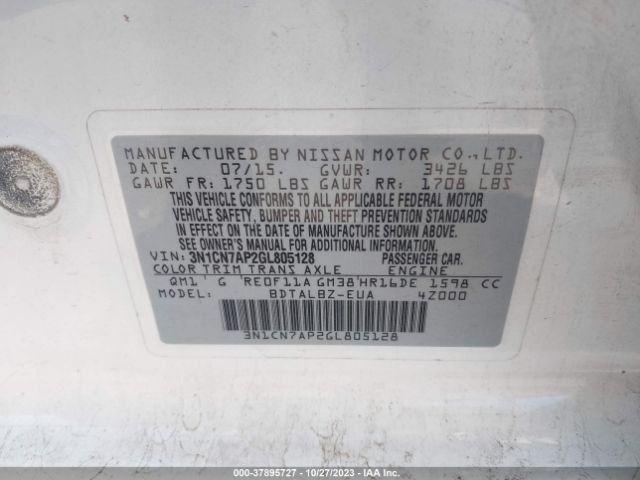 MANUFACTURED BY NISSAN MOTOR CO., LTD.
DATE: 07/15. GVWR: 3426 LBS
GAWR FR: 1750 LBS GAWR RR: 1708 LBS
THIS VEHICLE CONFORMS TO ALL APPLICABLE FEDERAL MOTOR
VEHICLE SAFETY, BUMPER AND THEFT PREVENTION STANDARDS
IN EFFECT ON THE DATE OF MANUFACTURE SHOWN ABOVE.
SEE OWNER'S MANUAL FOR ADDITIONAL INFORMATION.
VIN: 3N1CN7AP2GL805128 PASSENGER CAR.
COLOR TRIM TRANS AXLE ENGINE
QM1 G RE0F11A GM38 HR16DE 1598 CC
MODEL: BDTALBZ-EUA 4Z000
3N1CN7AP2GL805128
000-37895727 - 10/27/2023 - IAA Inc.